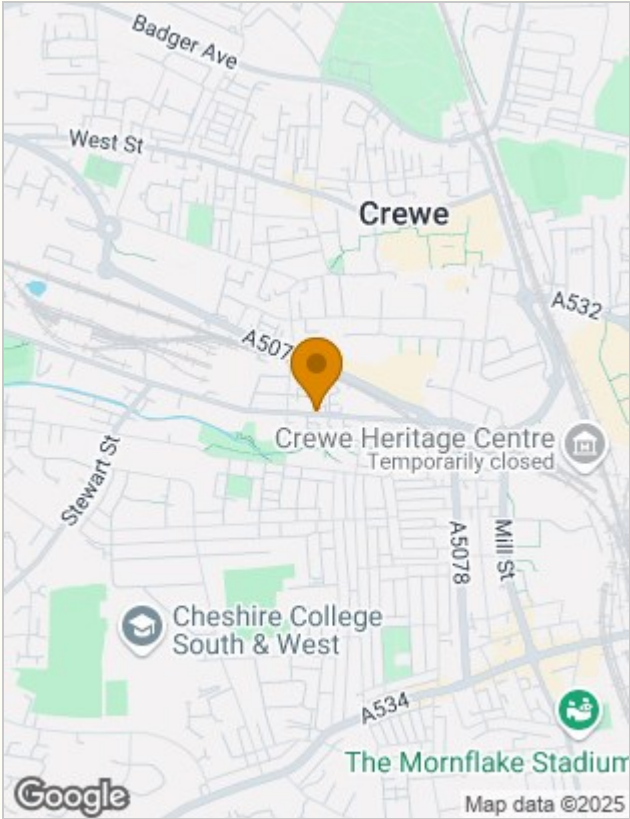 Badger Ave
West St
Crewe
A532
A507
Crewe Heritage Centre
Temporarily closed
Stewart St
A5078
Mill St
Cheshire College
South & West
A534
The Mornflake Stadium
Google
Map data ©2025